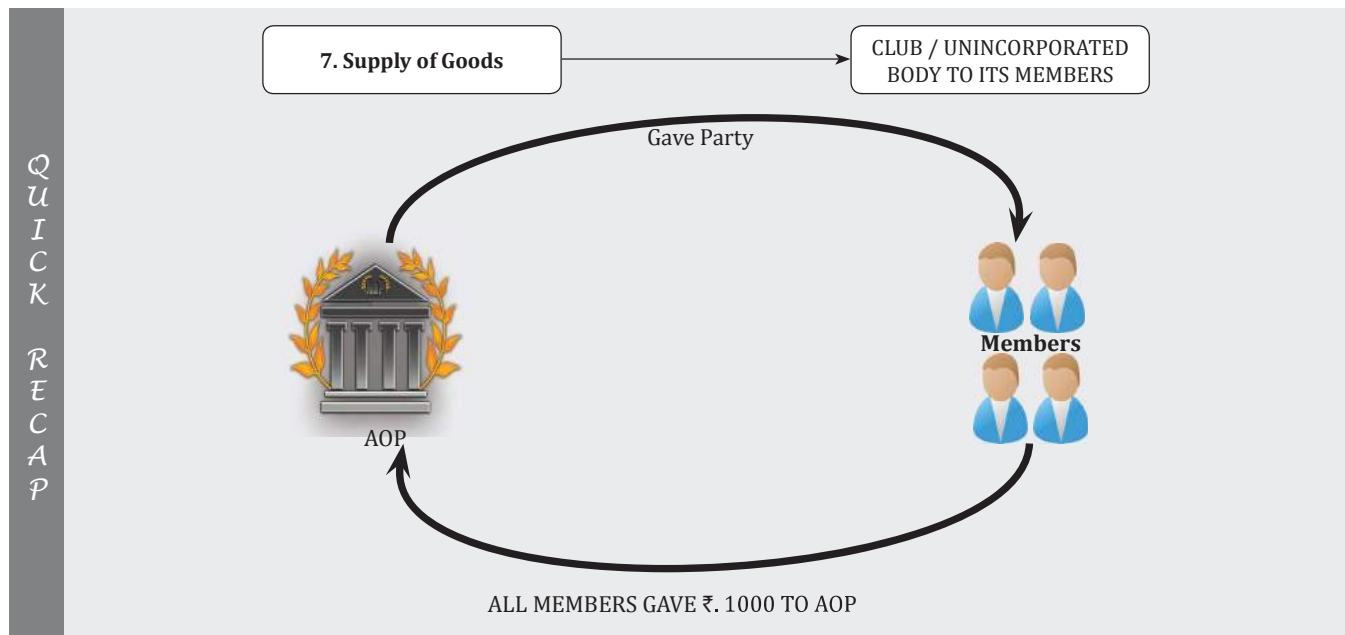 QUICK RECAP
7. Supply of Goods
CLUB / UNINCORPORATED
BODY TO ITS MEMBERS
Gave Party
Members
AOP
ALL MEMBERS GAVE ₹. 1000 TO AOP